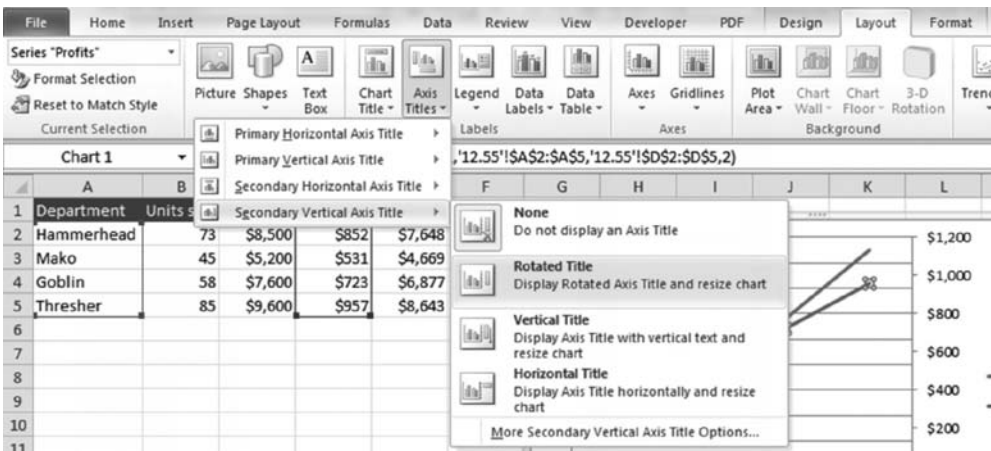 File Home Insert Page Layout Formulas Data Review View Developer PDF Design Layout Format
Series "Profits"
Format Selection
Reset to Match Style
Current Selection
Picture Shapes Text Box Chart Title Axis Titles Legend Data Labels Data Table Axes Gridlines Plot Area Chart Wall Chart Floor 3-D Rotation
Labels Axes Background
Primary Horizontal Axis Title
Primary Vertical Axis Title
Secondary Horizontal Axis Title
Secondary Vertical Axis Title
Chart 1 ,'12.55'!$A$2:$A$5,'12.55'!$D$2:$D$5,2)
A B F G H I J K L
1 Department Units s
2 Hammerhead 73 $8,500 $852 $7,648
3 Mako 45 $5,200 $531 $4,669
4 Goblin 58 $7,600 $723 $6,877
5 Thresher 85 $9,600 $957 $8,643
6
7
8
9
10
11
None
Do not display an Axis Title
Rotated Title
Display Rotated Axis Title and resize chart
Vertical Title
Display Axis Title with vertical text and
resize chart
Horizontal Title
Display Axis Title horizontally and resize
chart
More Secondary Vertical Axis Title Options...
$1,200
$1,000
$800
$600
$400
$200